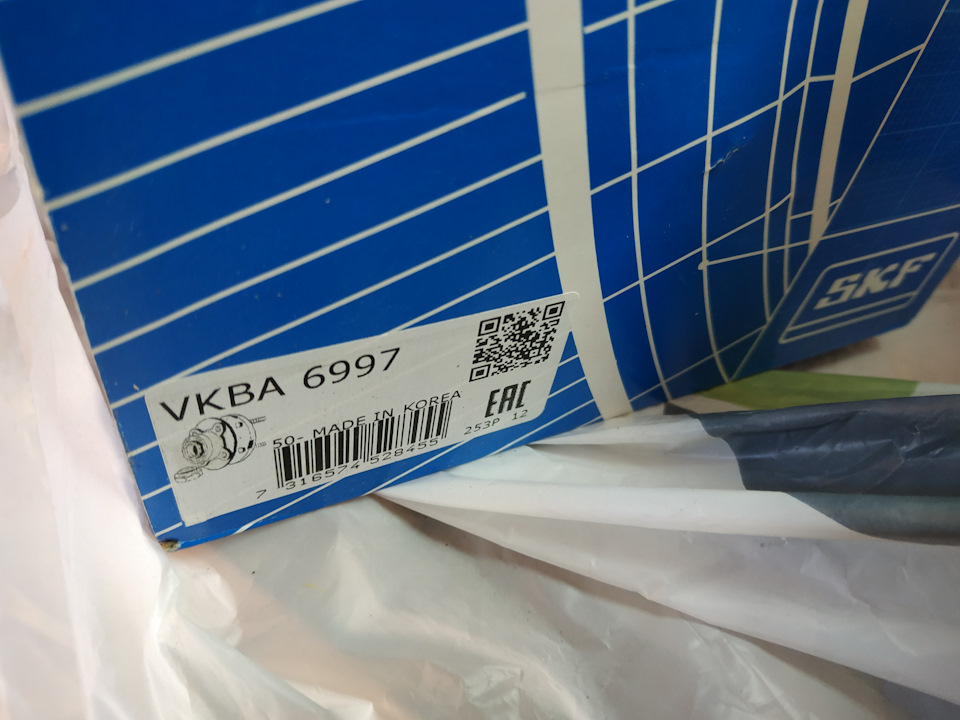 SKF
VKBA 6997
50- MADE IN KOREA
EAC
253P 12
7 316574 528455